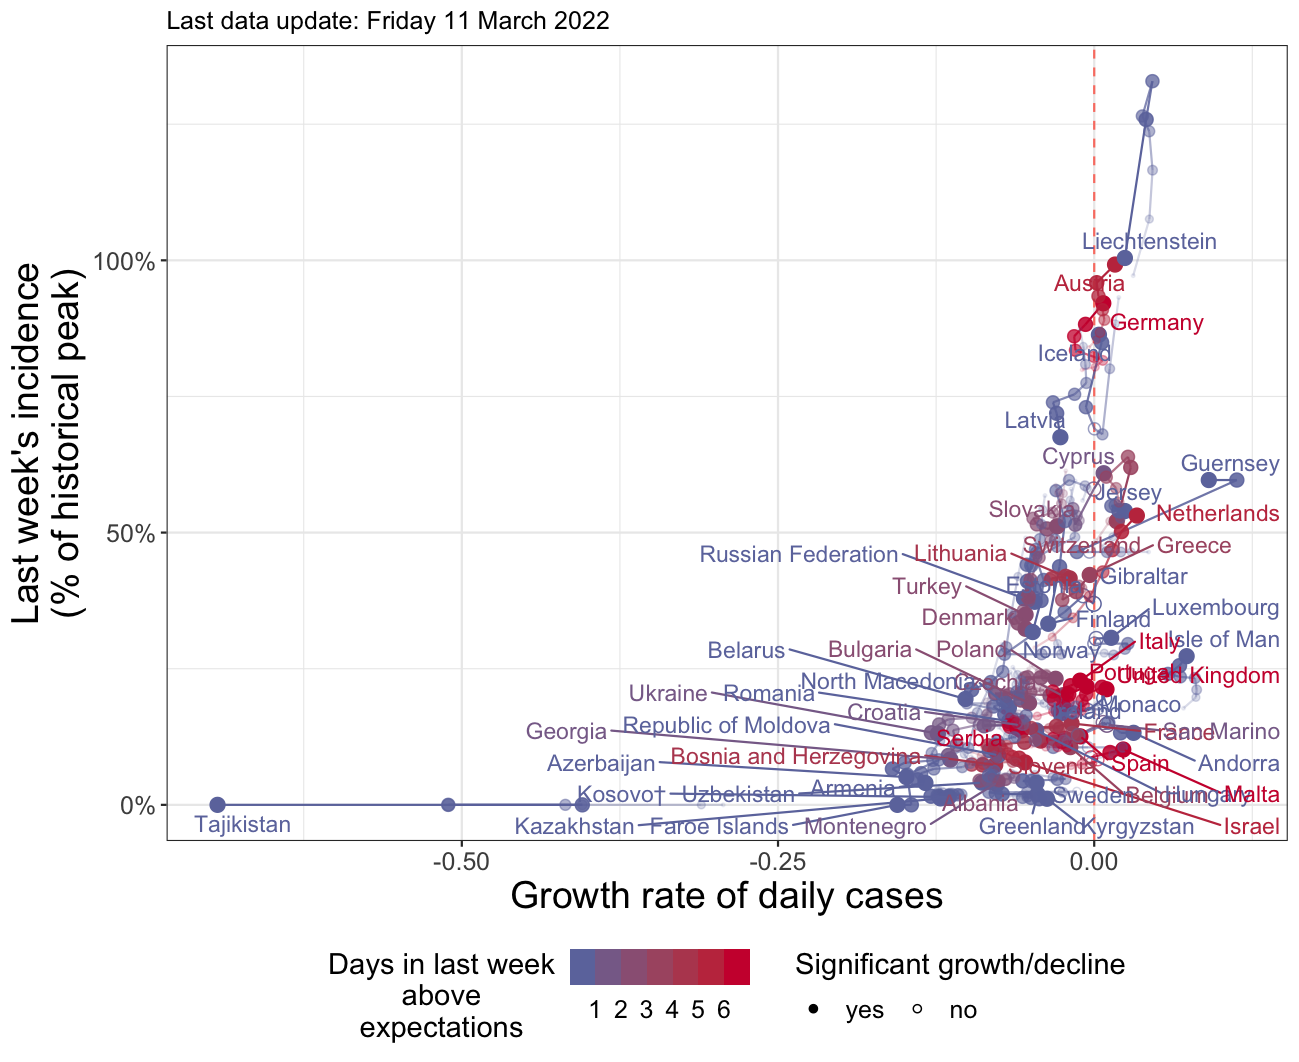 Last data update: Friday 11 March 2022
Last week's incidence
(% of historical peak)
100%
50%
0%
Liechtenstein
Austria
Germany
Iceland
Latvia
Cyprus
Guernsey
Jersey
Slovakia
Netherlands
Switzerland
Greece
Russian Federation
Lithuania
Gibraltar
Turkey
Luxembourg
Denmark
Finland
Isle of Man
Italy
Belarus
Bulgaria
Poland
Norway
Portugal
United Kingdom
North Macedonia
Czechia
Ukraine
Romania
Monaco
Croatia
Ireland
Republic of Moldova
Georgia
Serbia
France
San Marino
Bosnia and Herzegovina
Azerbaijan
Slovenia
Spain
Andorra
Kosovo†
Uzbekistan
Armenia
Albania
Sweden
Belgium
Hungary
Malta
Tajikistan
Kazakhstan
Faroe Islands
Montenegro
Greenland
Kyrgyzstan
Israel
-0.50
-0.25
0.00
Growth rate of daily cases
Days in last week
above
expectations
1 2 3 4 5 6
Significant growth/decline
yes
no